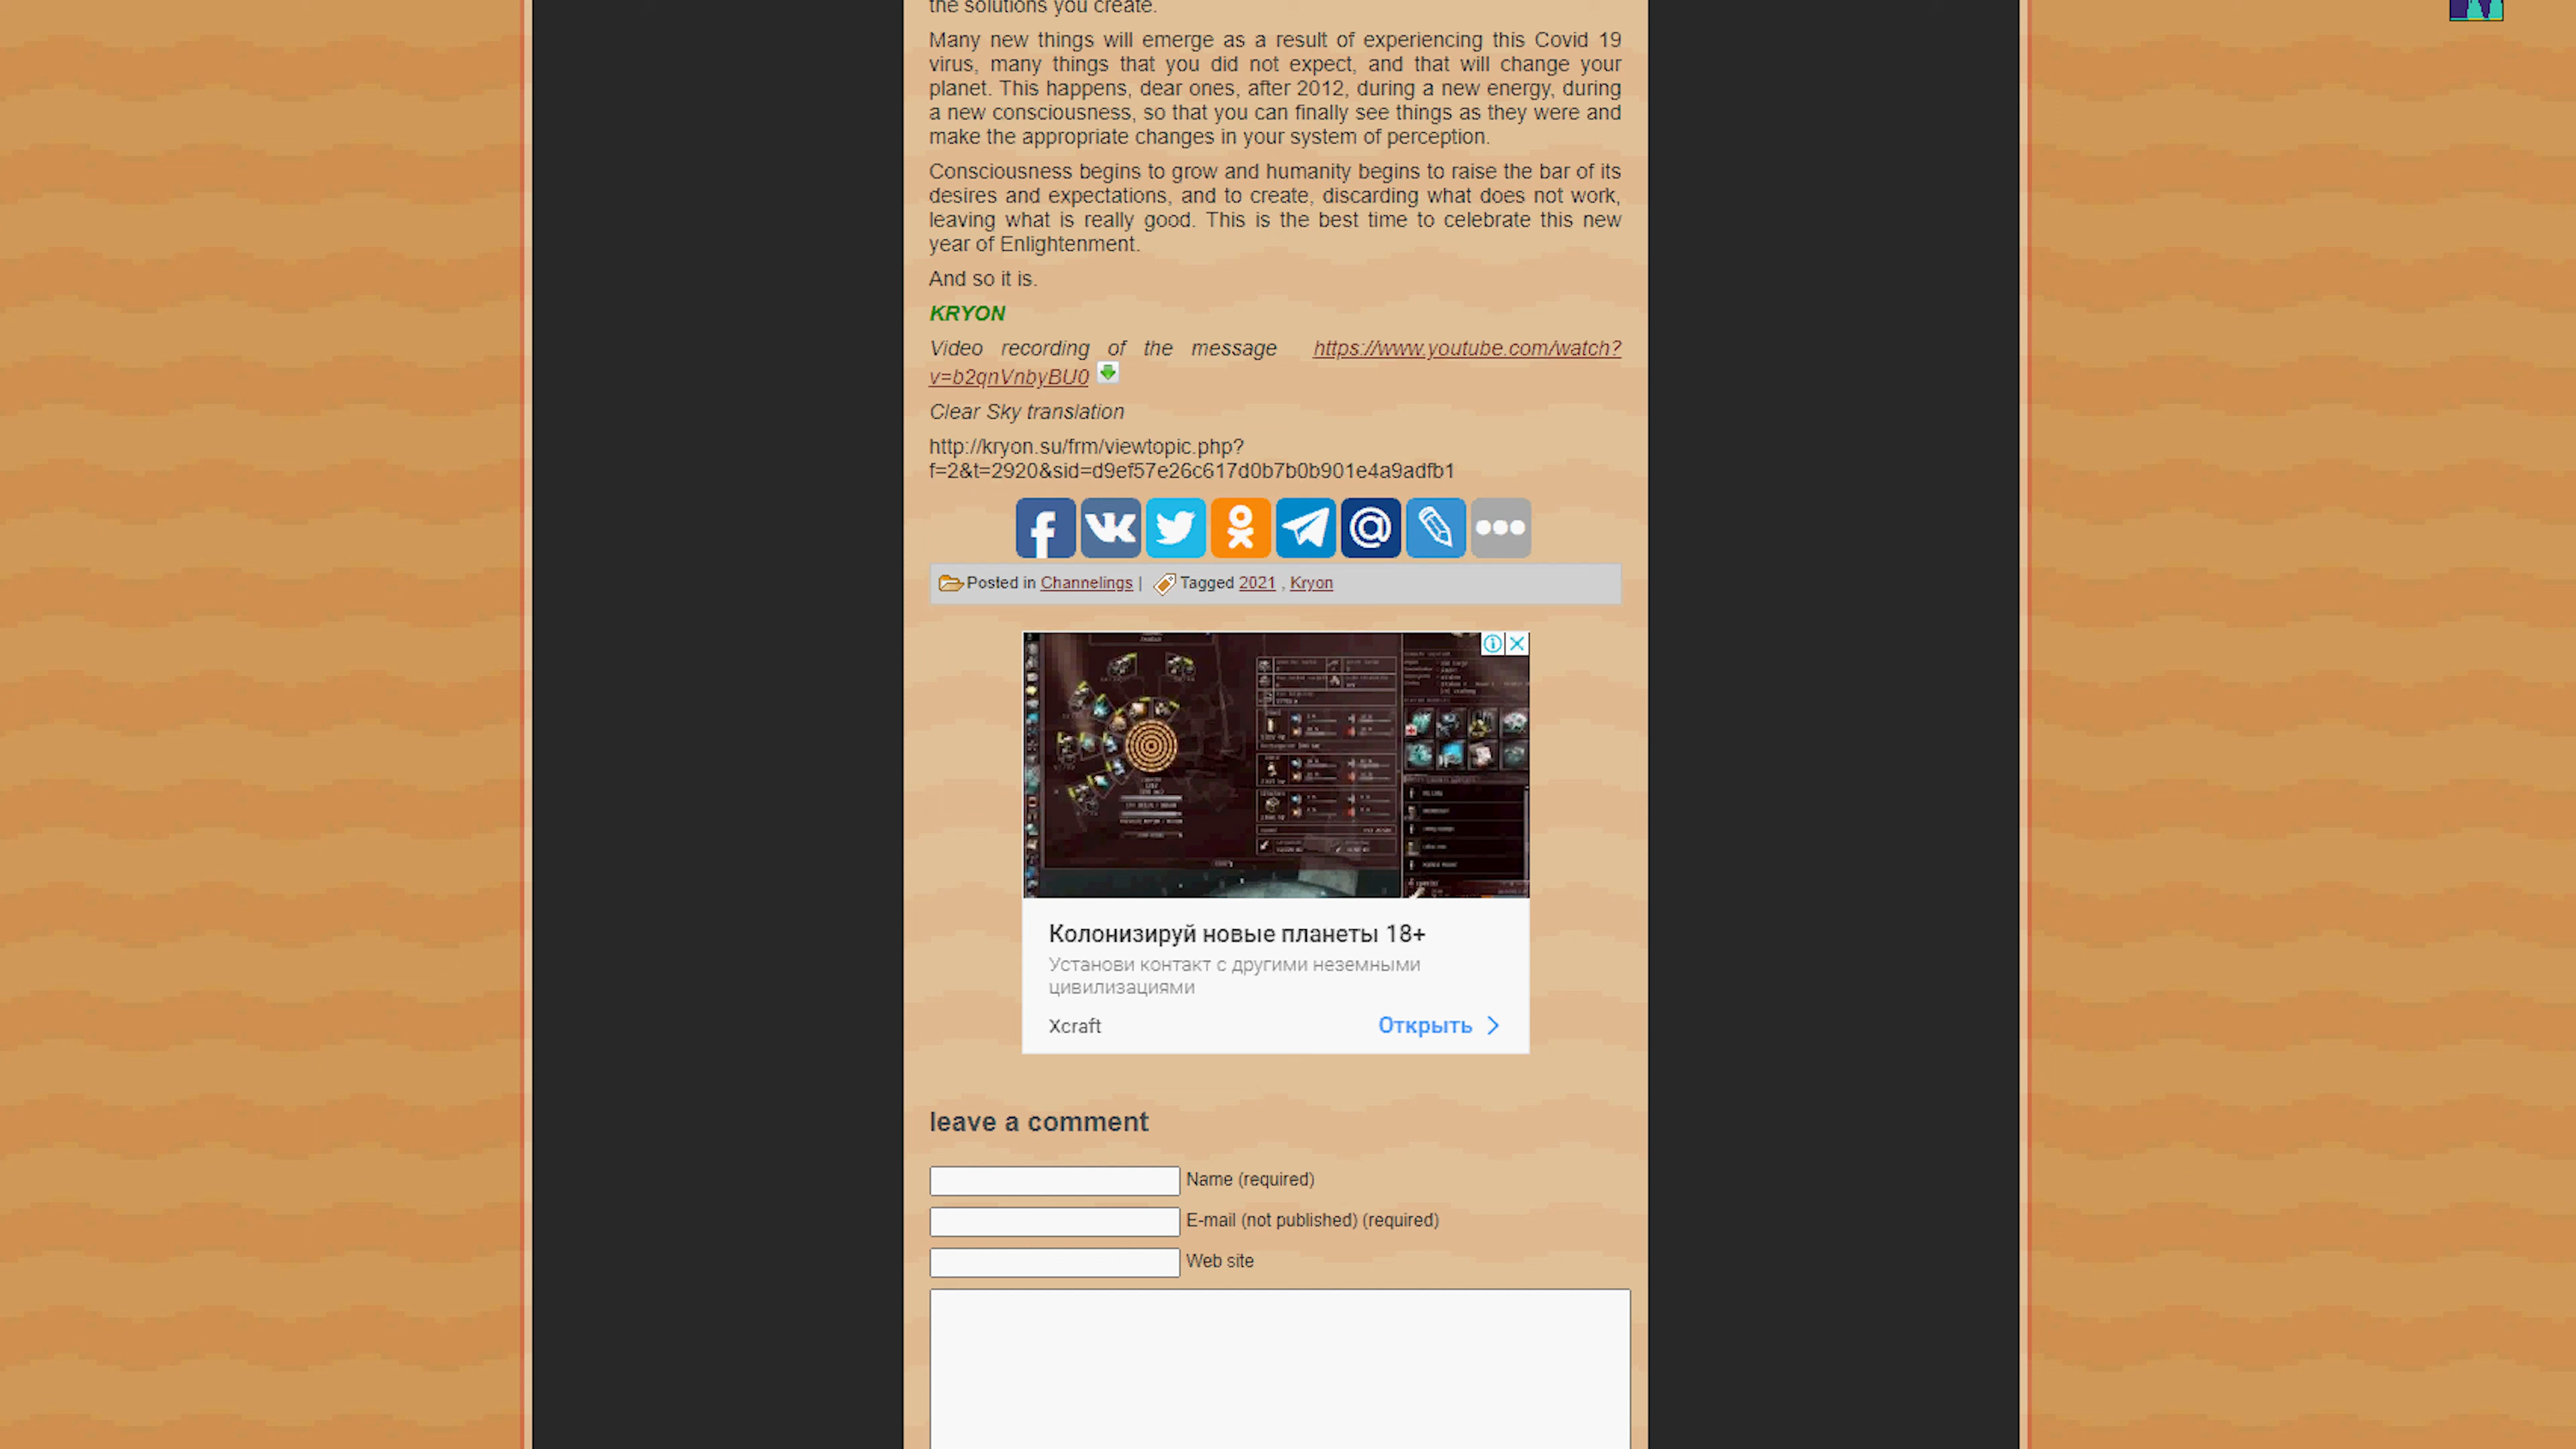 the solutions you create.
Many new things will emerge as a result of experiencing this Covid 19
virus, many things that you did not expect, and that will change your
planet. This happens, dear ones, after 2012, during a new energy, during
a new consciousness, so that you can finally see things as they were and
make the appropriate changes in your system of perception.
Consciousness begins to grow and humanity begins to raise the bar of its
desires and expectations, and to create, discarding what does not work,
leaving what is really good. This is the best time to celebrate this new
year of Enlightenment.
And so it is.
KRYON
Video recording of the message https://www.youtube.com/watch?
v=b2qnVnbyBU0
Clear Sky translation
http://kryon.su/frm/viewtopic.php?
f=2&t=2920&sid=d9ef57e26c617d0b7b0b901e4a9adfb1
Posted in Channelings | Tagged 2021 , Kryon
Колонизируй новые планеты 18+
Установи контакт с другими неземными
цивилизациями
Xcraft
Открыть
leave a comment
Name (required)
E-mail (not published) (required)
Web site